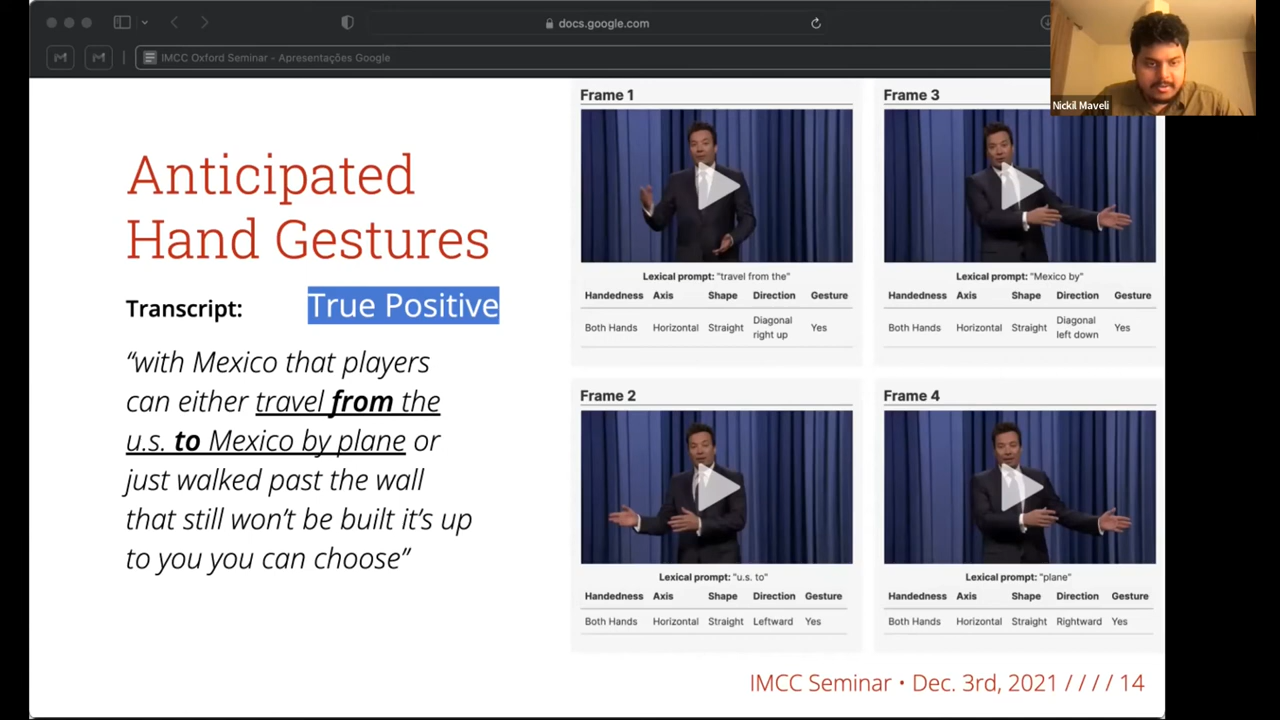 docs.google.com
IMCC Oxford Seminar - Apresentações Google
Nickil Maveli
Anticipated
Hand Gestures
Transcript:
True Positive
“with Mexico that players
can either travel from the
u.s. to Mexico by plane or
just walked past the wall
that still won’t be built it’s up
to you you can choose”
Frame 1
Lexical prompt: "travel from the"
Handedness Axis Shape Direction Gesture
Both Hands Horizontal Straight Diagonal right up Yes
Frame 2
Lexical prompt: "u.s. to"
Handedness Axis Shape Direction Gesture
Both Hands Horizontal Straight Leftward Yes
Frame 3
Lexical prompt: "Mexico by"
Handedness Axis Shape Direction Gesture
Both Hands Horizontal Straight Diagonal left down Yes
Frame 4
Lexical prompt: "plane"
Handedness Axis Shape Direction Gesture
Both Hands Horizontal Straight Rightward Yes
IMCC Seminar • Dec. 3rd, 2021 / / / / 14